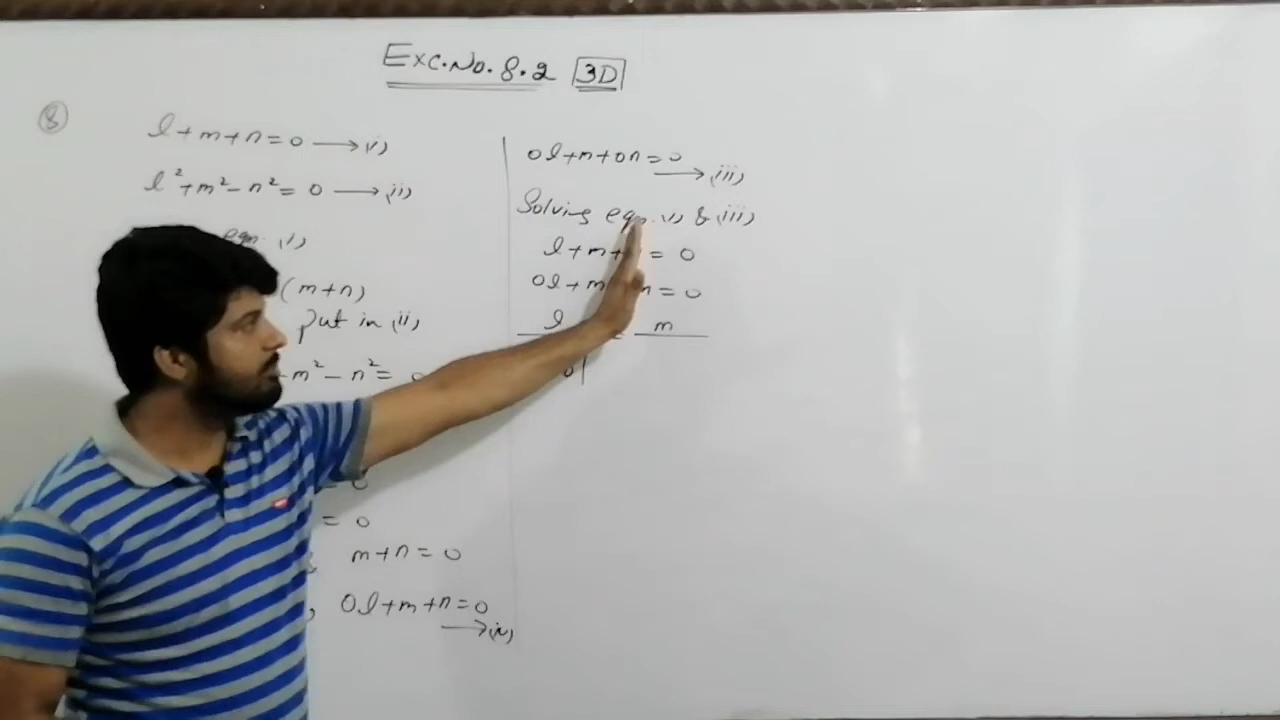 Exc.No.8.2 3D
8
l+m+n=0 → (i)
l²+m²-n²=0 → (ii)
eqn. (i)
(m+n)
put in (ii)
m²-n²=0
= 0
= 0
m+n=0
, 0l+m+n=0
→ (iv)
0l+m+0n=0
→ (iii)
Solving eqn. (i) & (iii)
l+m+ = 0
0l+m n=0
l = m
0